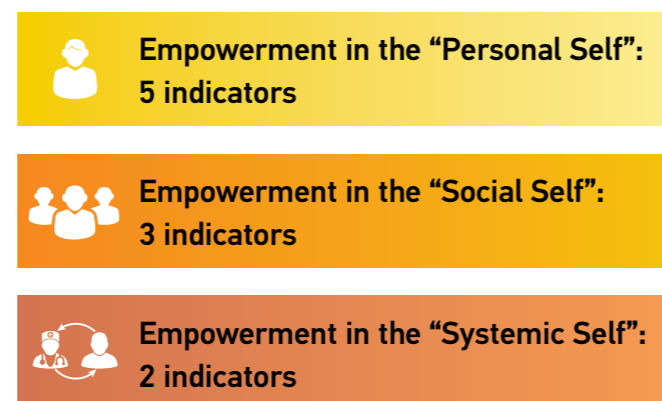 Empowerment in the “Personal Self”:
5 indicators
Empowerment in the “Social Self”:
3 indicators
Empowerment in the “Systemic Self”:
2 indicators